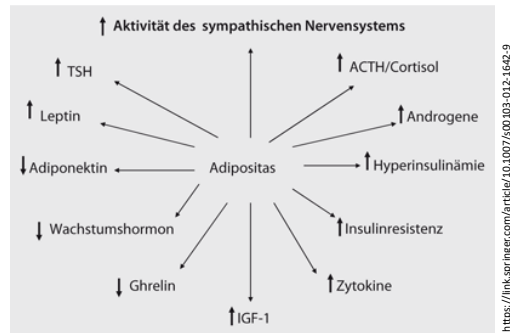 ↑ Aktivität des sympathischen Nervensystems
↑ TSH
↑ ACTH/Cortisol
↑ Leptin
↑ Androgene
↓ Adiponektin
Adipositas
↑ Hyperinsulinämie
↓ Wachstumshormon
↑ Insulinresistenz
↓ Ghrelin
↑ Zytokine
↑ IGF-1
https://link.springer.com/article/10.1007/s00103-012-1642-9